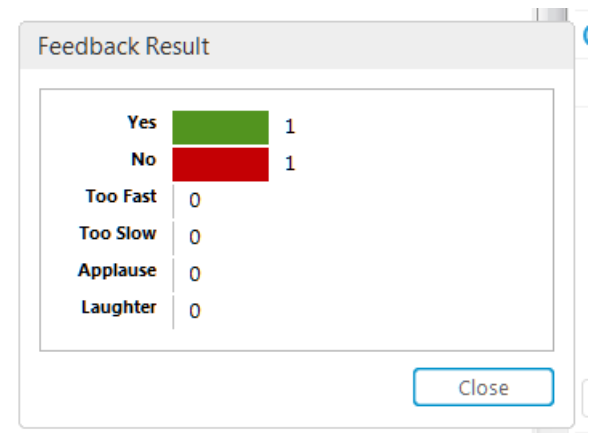 Feedback Result
Yes 1
No 1
Too Fast 0
Too Slow 0
Applause 0
Laughter 0
Close